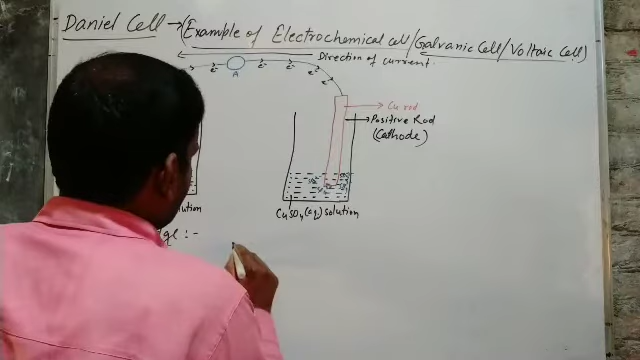 Daniel Cell → (Example of Electrochemical cell/Galvanic Cell/Voltaic Cell)
Direction of current
A e⁻ e⁻ e⁻ e⁻
Cu rod
Positive Rod
(Cathode)
CuSO₄(aq) solution
:-